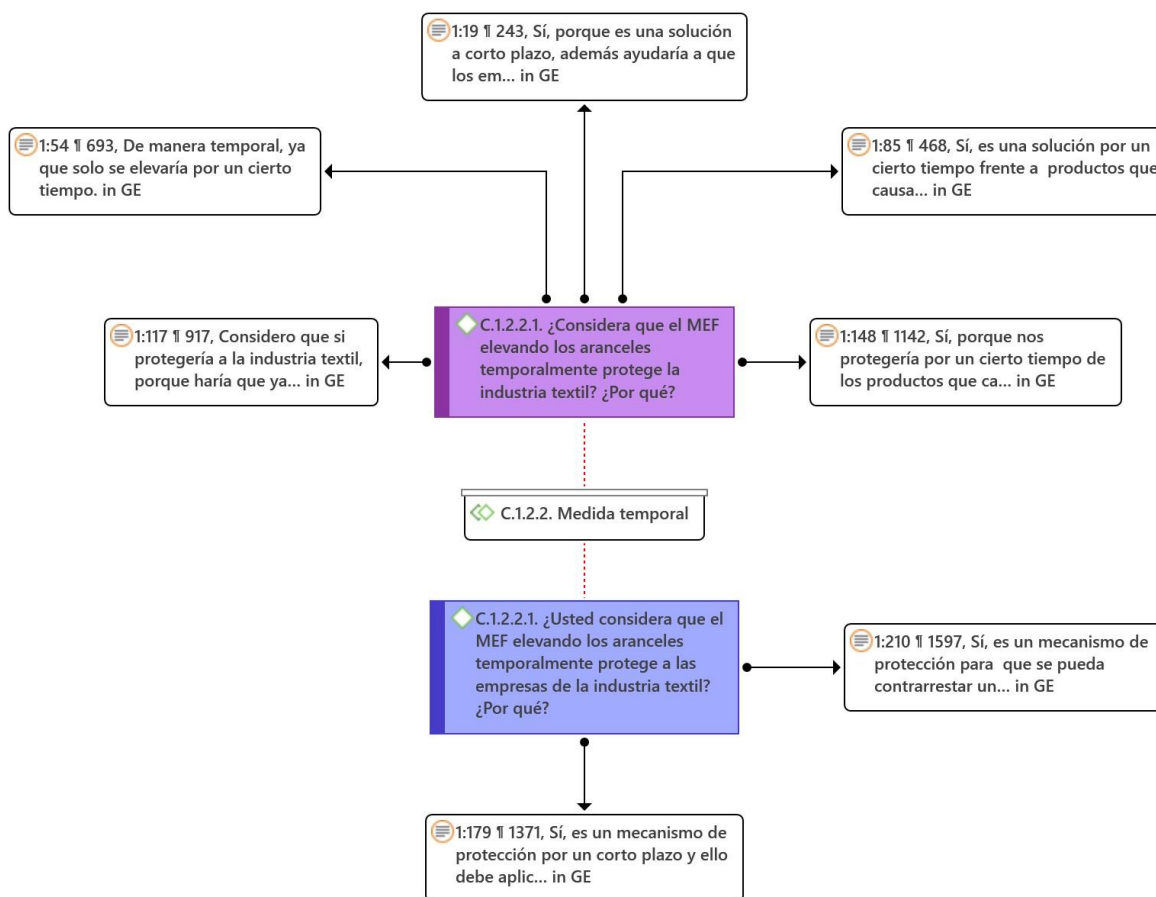 1:19 ¶ 243, Sí, porque es una solución
a corto plazo, además ayudaría a que
los em... in GE
1:54 ¶ 693, De manera temporal, ya
que solo se elevaría por un cierto
tiempo. in GE
1:85 ¶ 468, Sí, es una solución por un
cierto tiempo frente a  productos que
causa... in GE
1:117 ¶ 917, Considero que si
protegería a la industria textil,
porque haría que ya... in GE
C.1.2.2.1. ¿Considera que el MEF
elevando los aranceles
temporalmente protege la
industria textil? ¿Por qué?
1:148 ¶ 1142, Sí, porque nos
protegería por un cierto tiempo de
los productos que ca... in GE
C.1.2.2. Medida temporal
C.1.2.2.1. ¿Usted considera que el
MEF elevando los aranceles
temporalmente protege a las
empresas de la industria textil?
¿Por qué?
1:210 ¶ 1597, Sí, es un mecanismo de
protección para  que se pueda
contrarrestar un... in GE
1:179 ¶ 1371, Sí, es un mecanismo de
protección por un corto plazo y ello
debe aplic... in GE